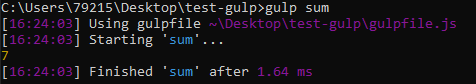 C:\Users\79215\Desktop\test-gulp>gulp sum
[16:24:03] Using gulpfile ~\Desktop\test-gulp\gulpfile.js
[16:24:03] Starting 'sum'...
7
[16:24:03] Finished 'sum' after 1.64 ms